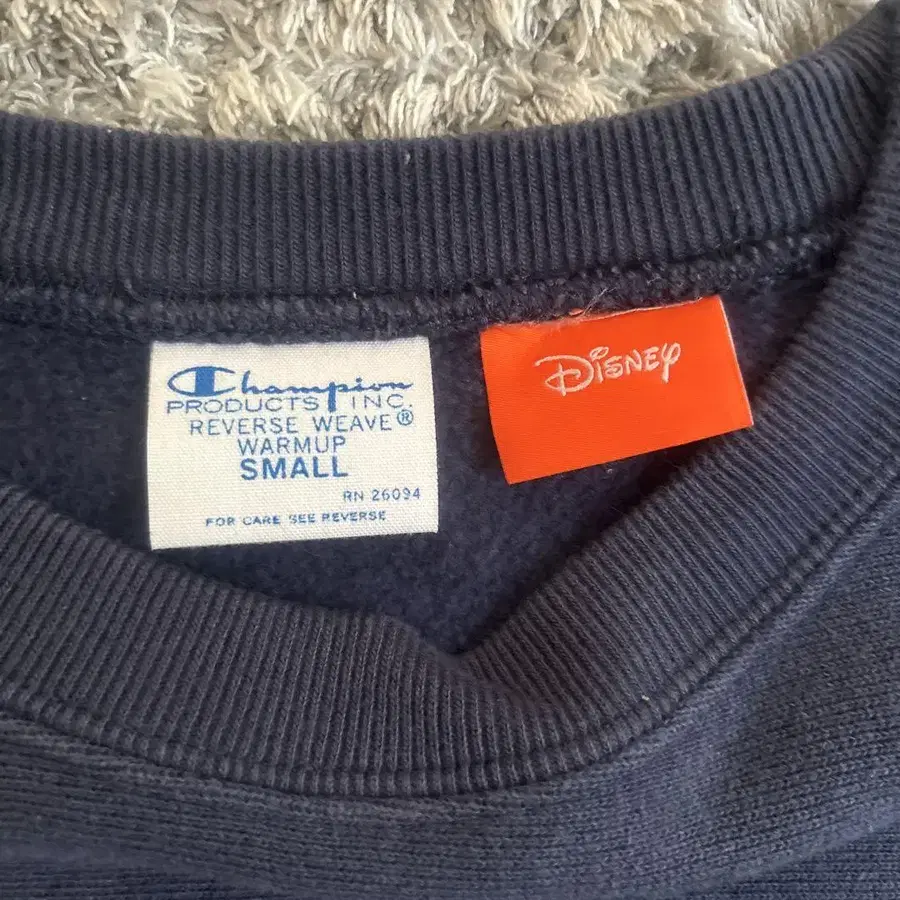 Champion
PRODUCTS INC.
REVERSE WEAVE®
WARMUP
SMALL
RN 26094
FOR CARE SEE REVERSE
DISNEY